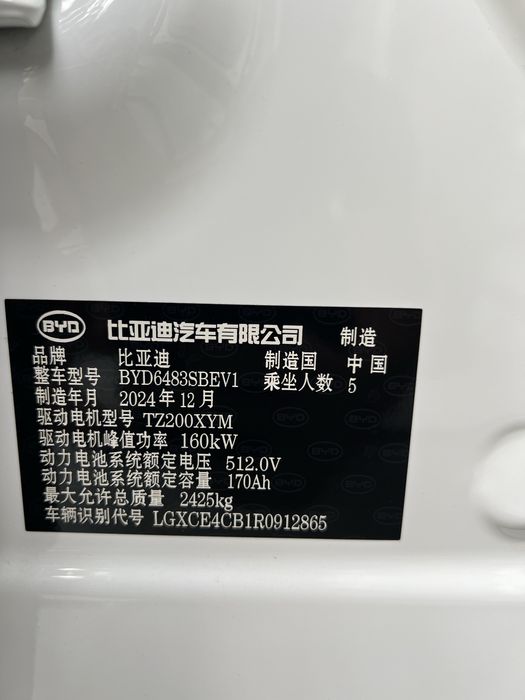 BYD 比亚迪汽车有限公司 制造
品牌 比亚迪 制造国 中国
整车型号 BYD6483SBEV1 乘坐人数 5
制造年月 2024年12月
驱动电机型号 TZ200XYM
驱动电机峰值功率 160kW
动力电池系统额定电压 512.0V
动力电池系统额定容量 170Ah
最大允许总质量 2425kg
车辆识别代号 LGXCE4CB1R0912865